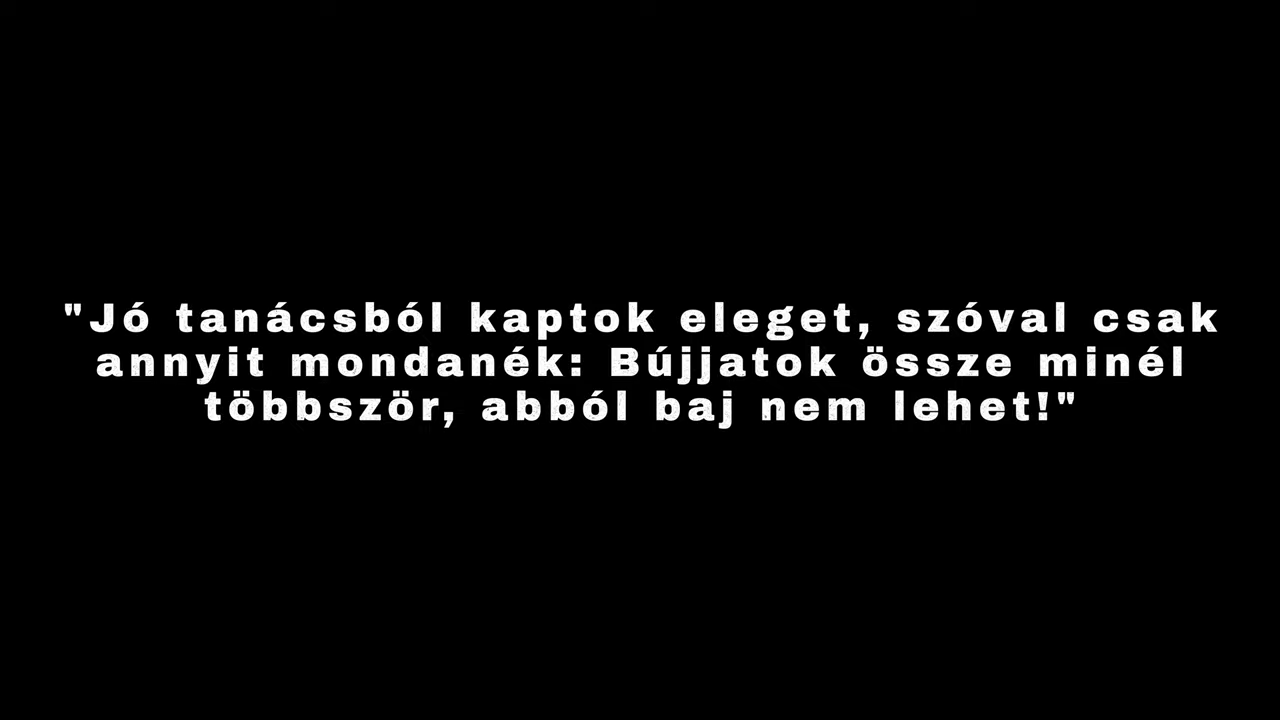 "Jó tanácsból kaptok eleget, szóval csak
annyit mondanék: Bújjatok össze minél
többször, abból baj nem lehet!"